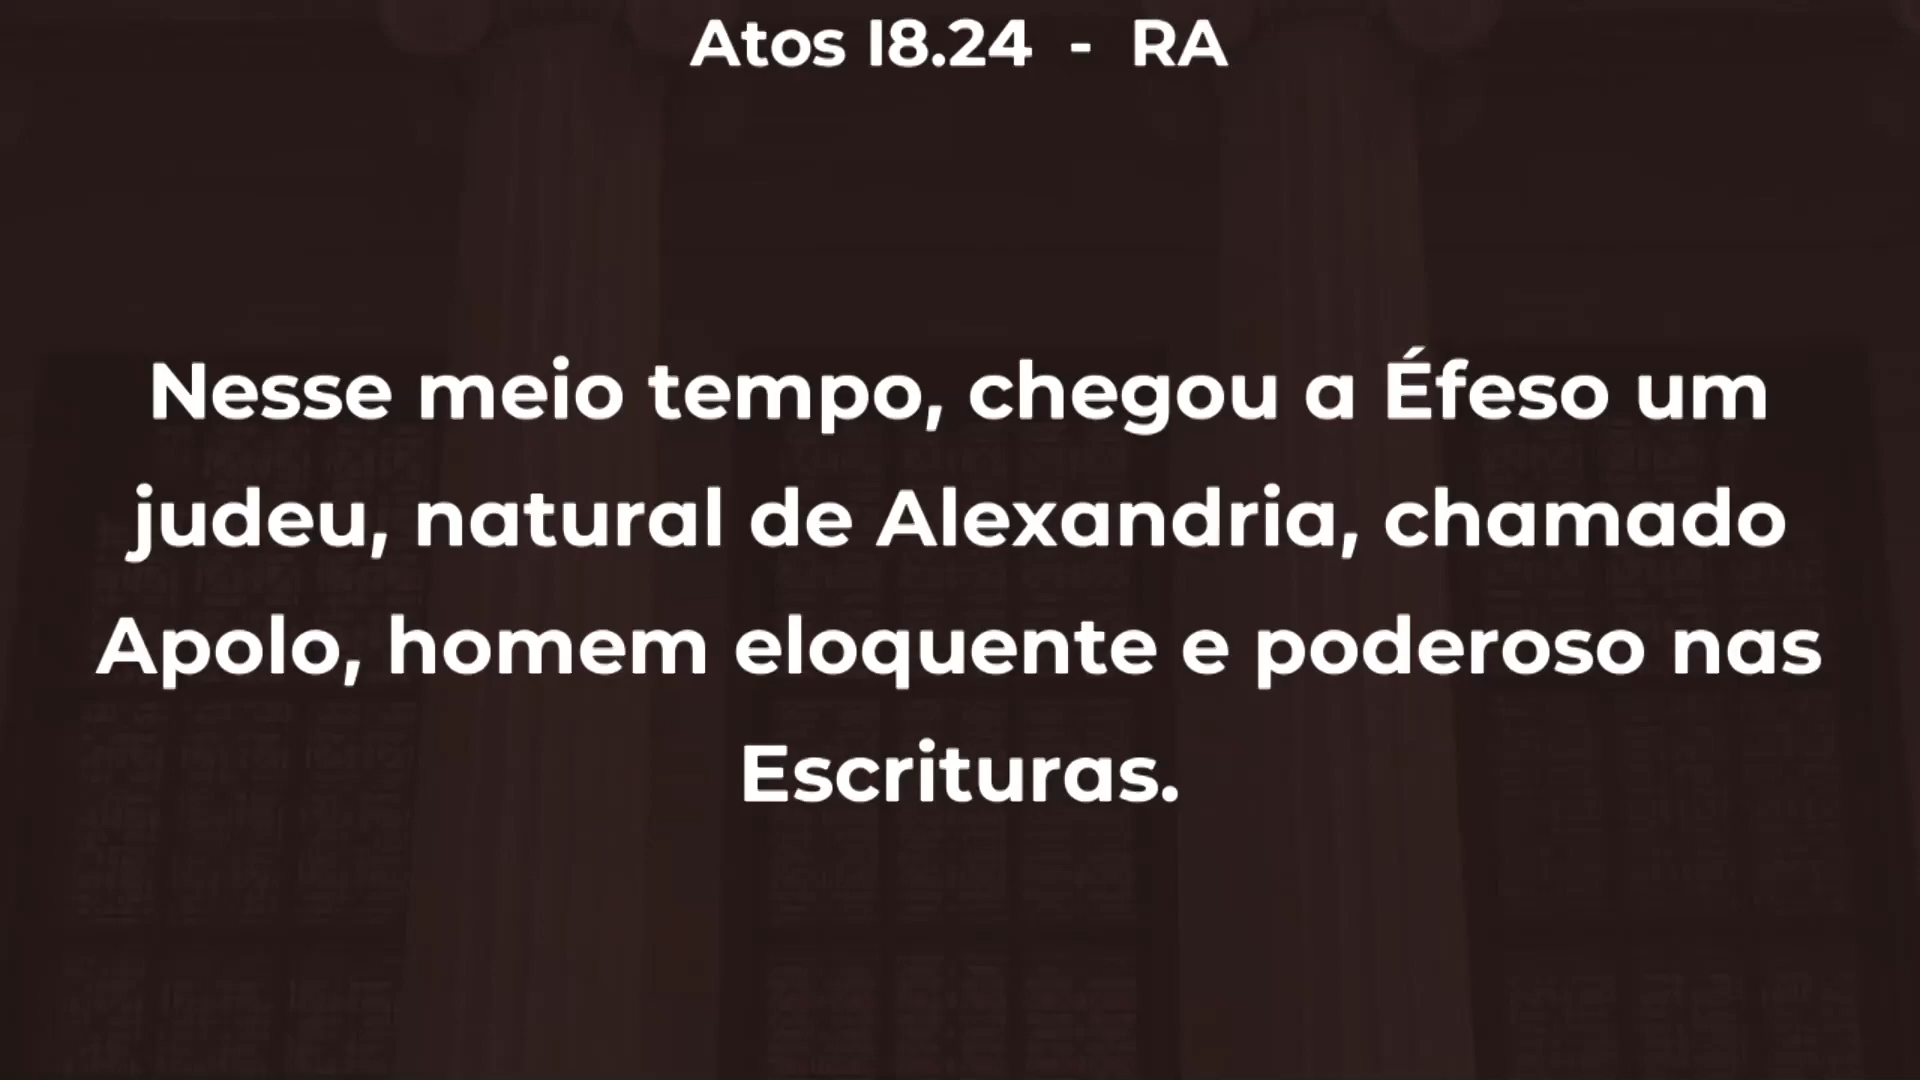 Atos I8.24 - RA
Nesse meio tempo, chegou a Éfeso um
judeu, natural de Alexandria, chamado
Apolo, homem eloquente e poderoso nas
Escrituras.